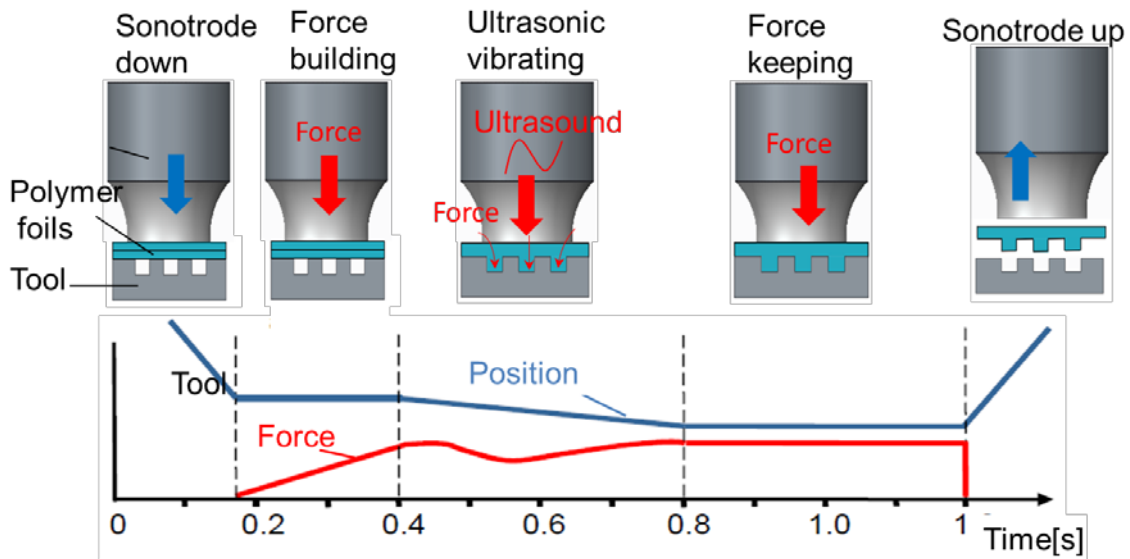 Sonotrode
down
Force
building
Ultrasonic
vibrating
Force
keeping
Sonotrode up
Force
Ultrasound
Force
Force
Polymer
foils
Tool
Tool
Position
Force
0
0.2
0.4
0.6
0.8
1.0
1
Time[s]